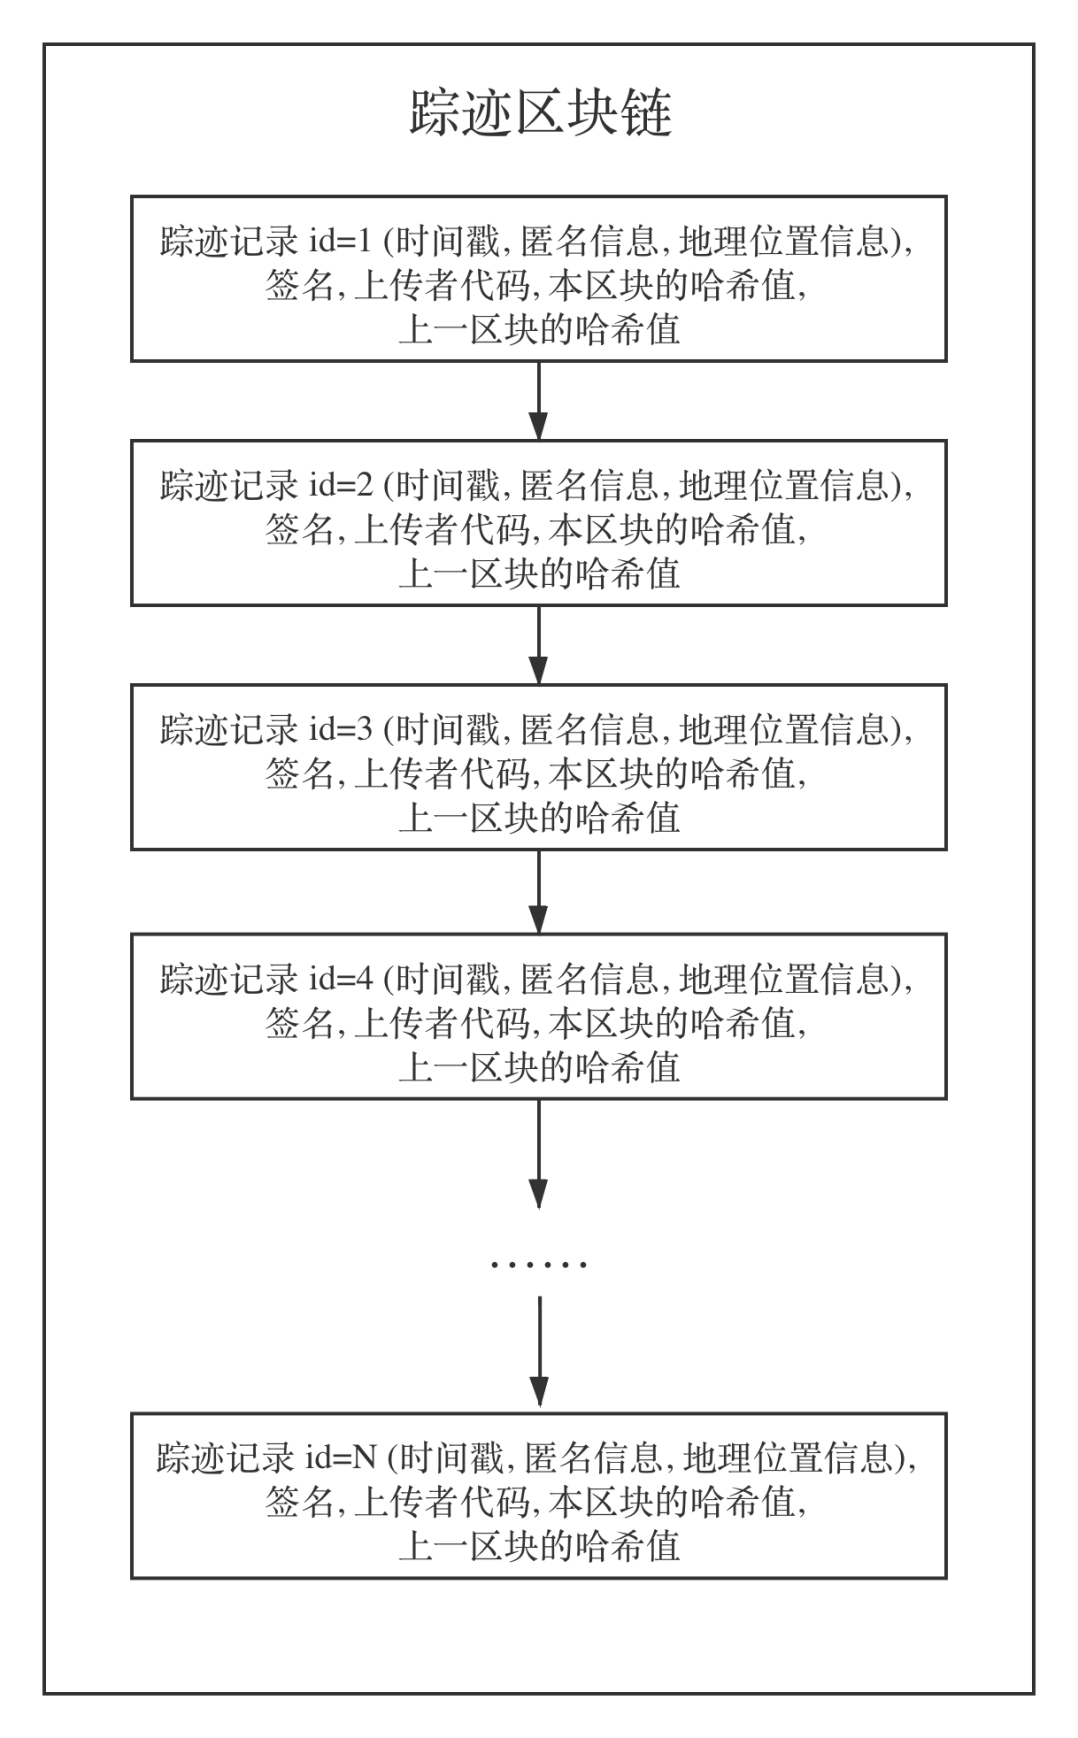 踪迹区块链
踪迹记录 id=1 (时间戳, 匿名信息, 地理位置信息),
签名, 上传者代码, 本区块的哈希值,
上一区块的哈希值
踪迹记录 id=2 (时间戳, 匿名信息, 地理位置信息),
签名, 上传者代码, 本区块的哈希值,
上一区块的哈希值
踪迹记录 id=3 (时间戳, 匿名信息, 地理位置信息),
签名, 上传者代码, 本区块的哈希值,
上一区块的哈希值
踪迹记录 id=4 (时间戳, 匿名信息, 地理位置信息),
签名, 上传者代码, 本区块的哈希值,
上一区块的哈希值
……
踪迹记录 id=N (时间戳, 匿名信息, 地理位置信息),
签名, 上传者代码, 本区块的哈希值,
上一区块的哈希值